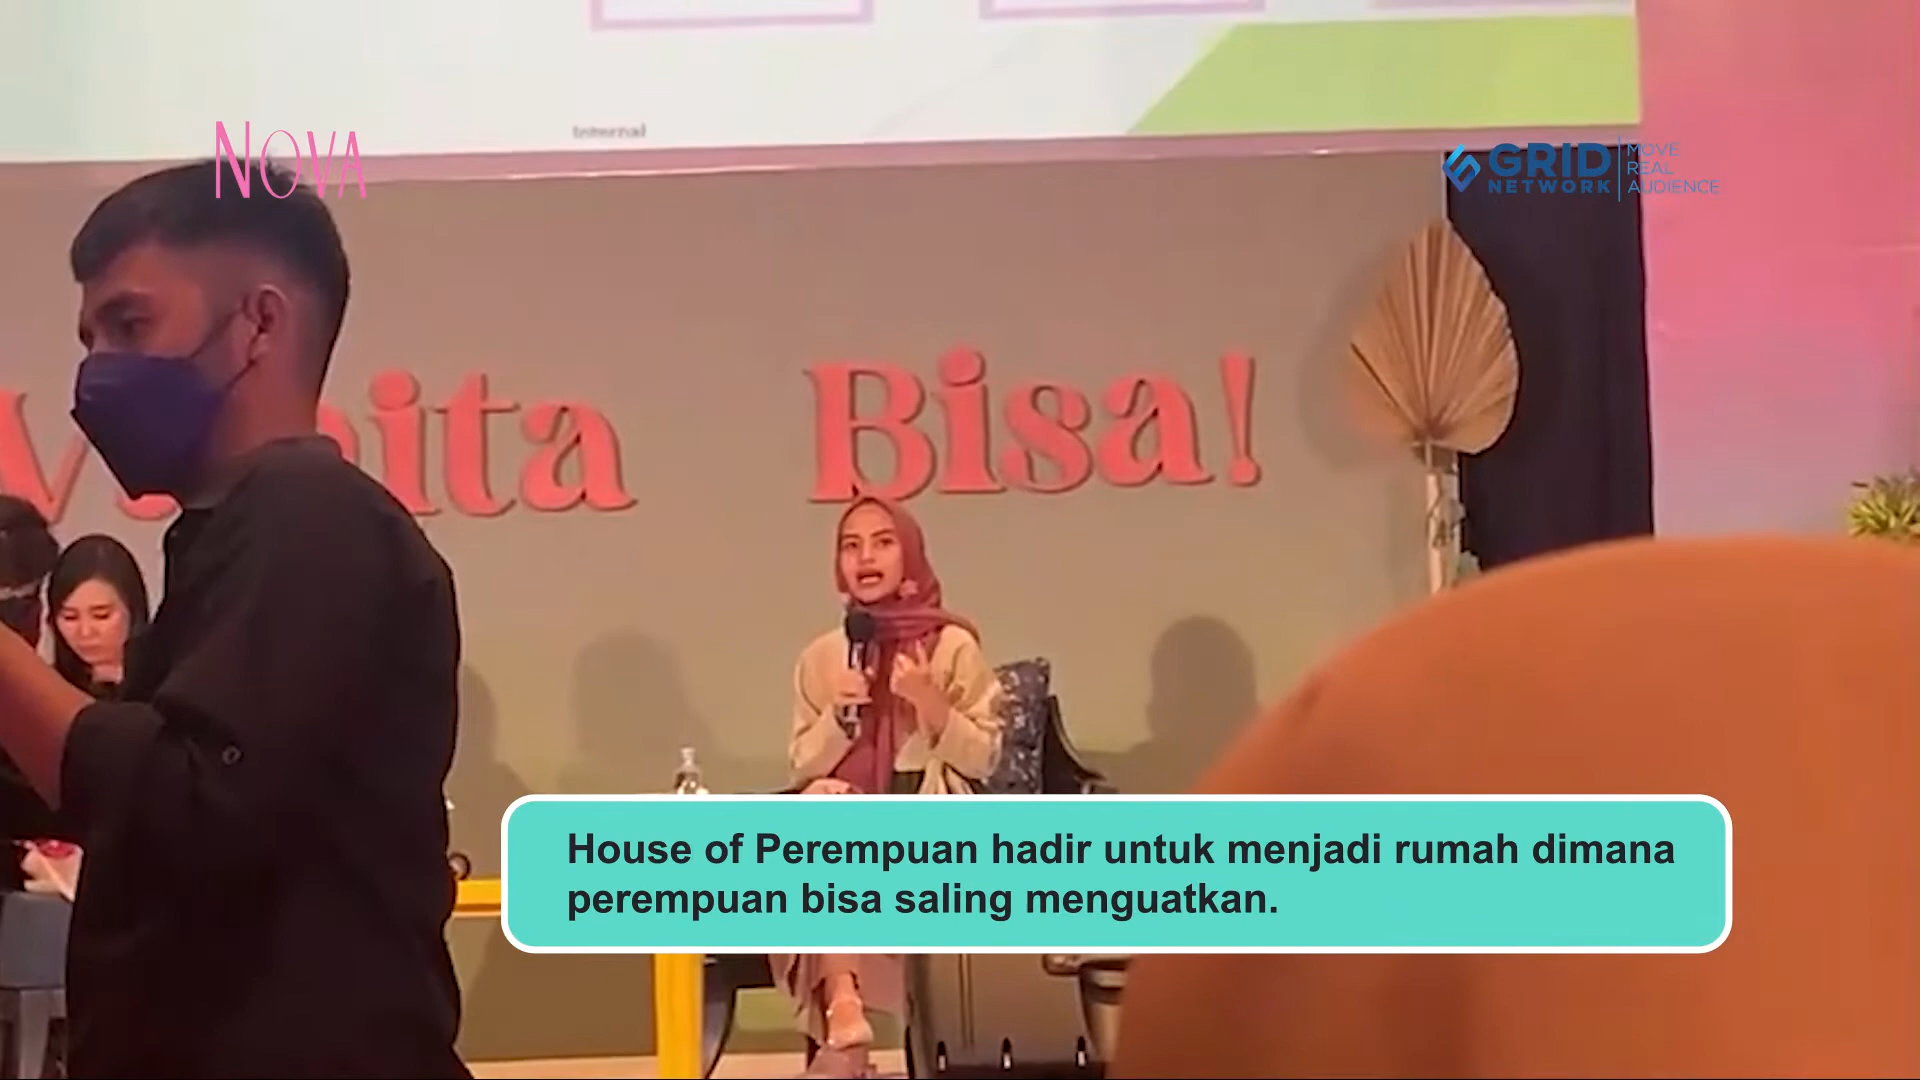 Internal
NOVA
GRID
NETWORK
MOVE
REAL
AUDIENCE
Bisa!
House of Perempuan hadir untuk menjadi rumah dimana
perempuan bisa saling menguatkan.